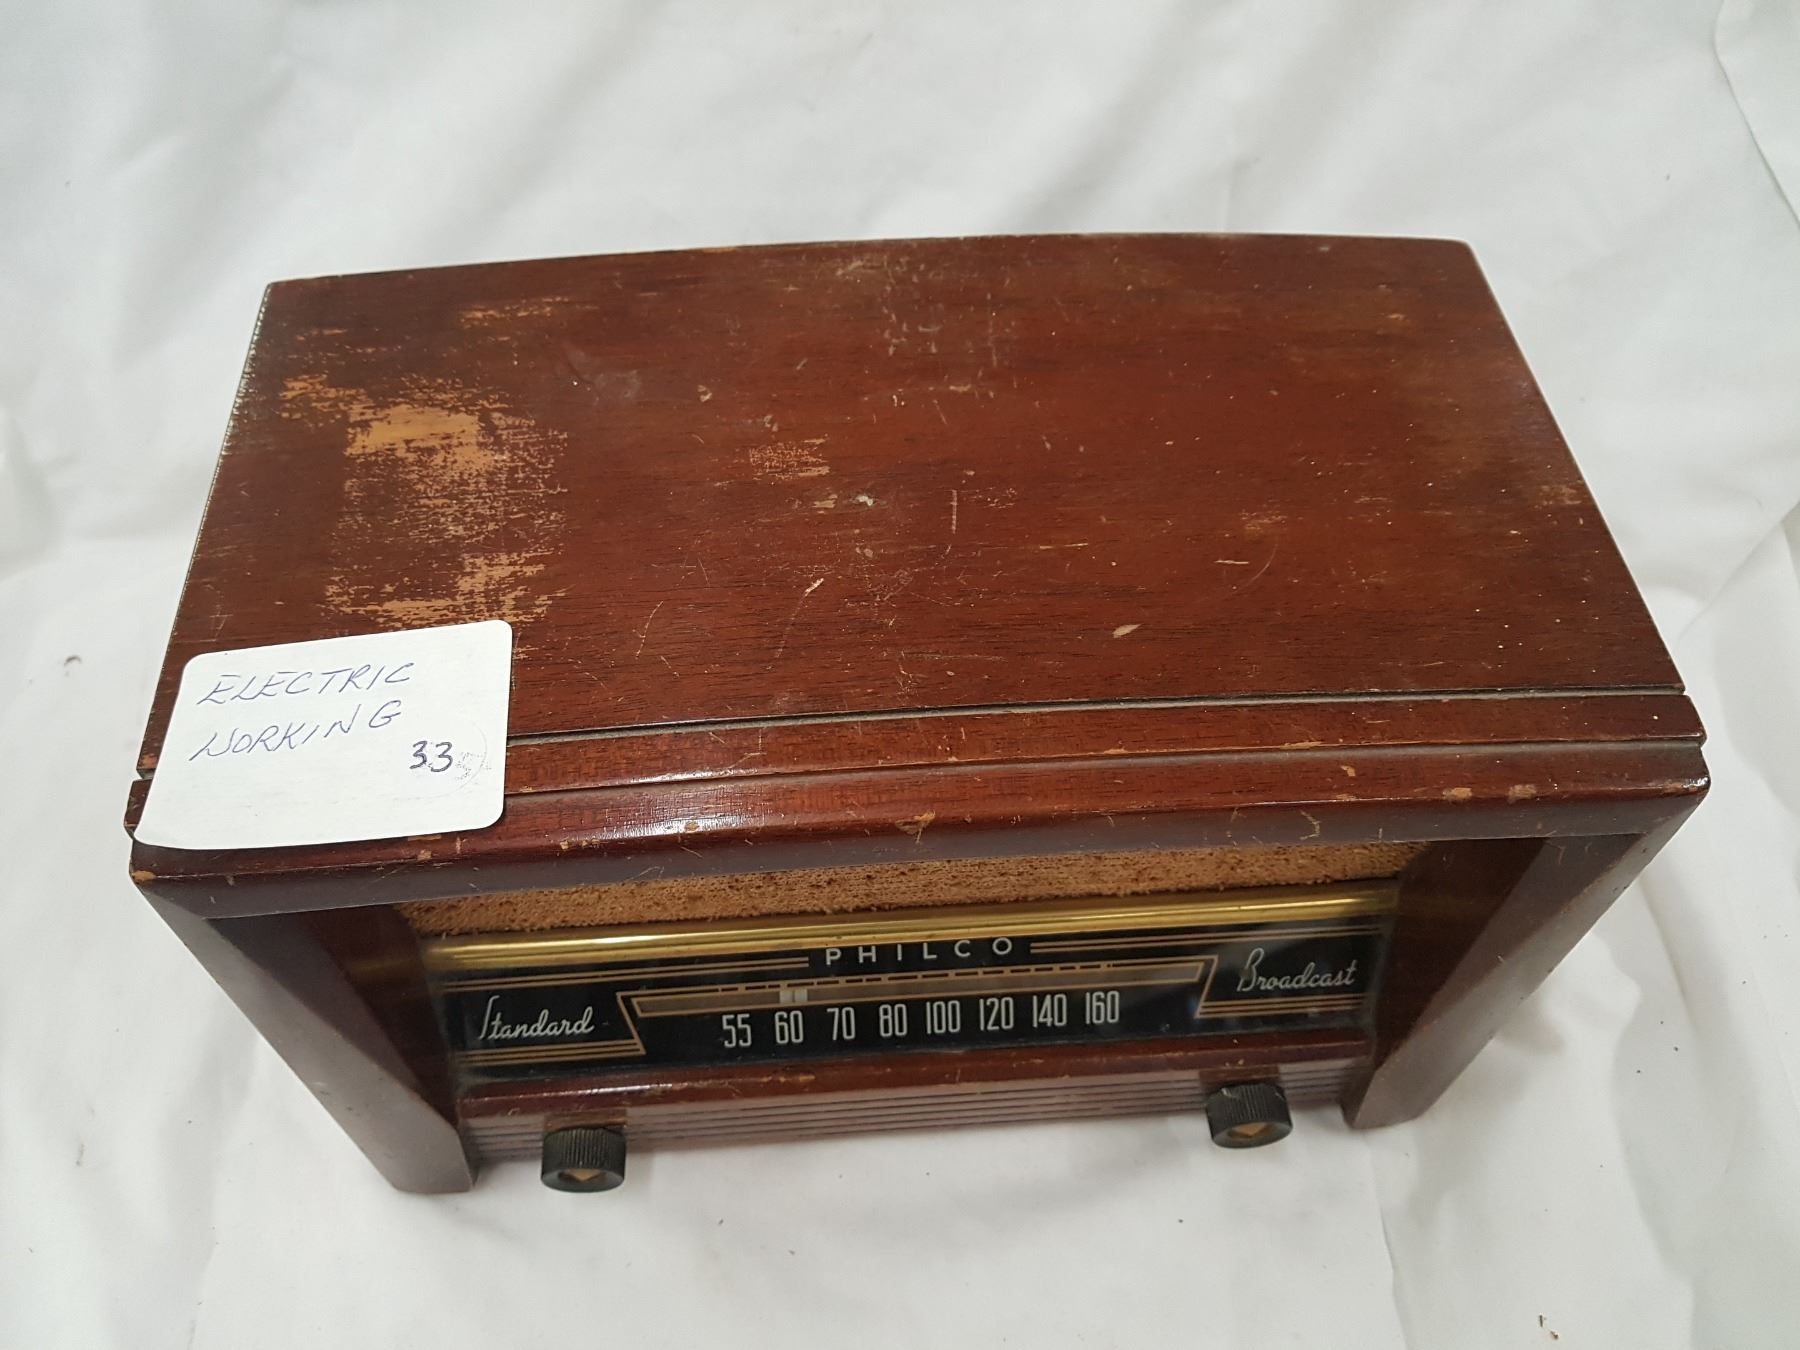 ELECTRIC
WORKING
33
PHILCO
Standard
Broadcast
55 60 70 80 100 120 140 160